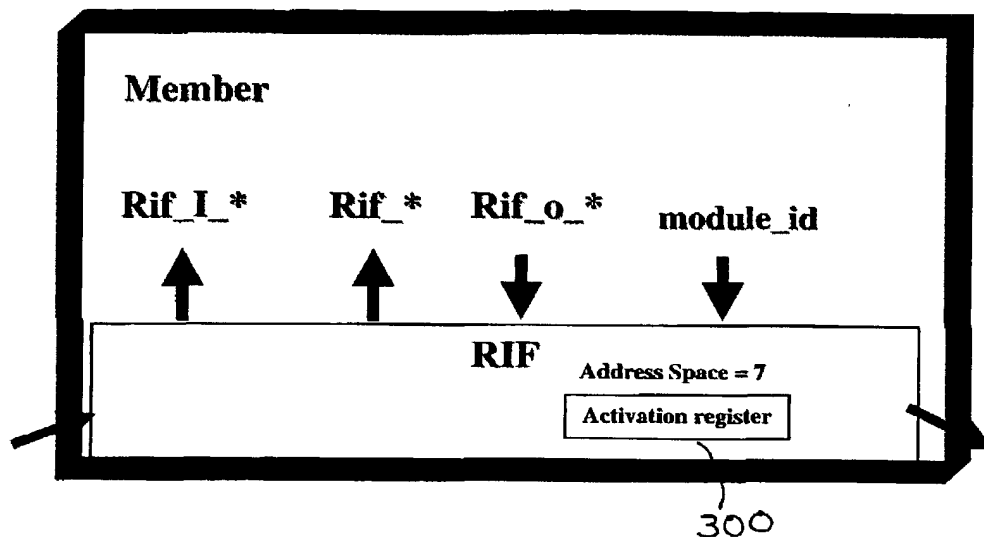 Member
Rif_I_* Rif_* Rif_o_* module_id
RIF
Address Space = 7
Activation register
300